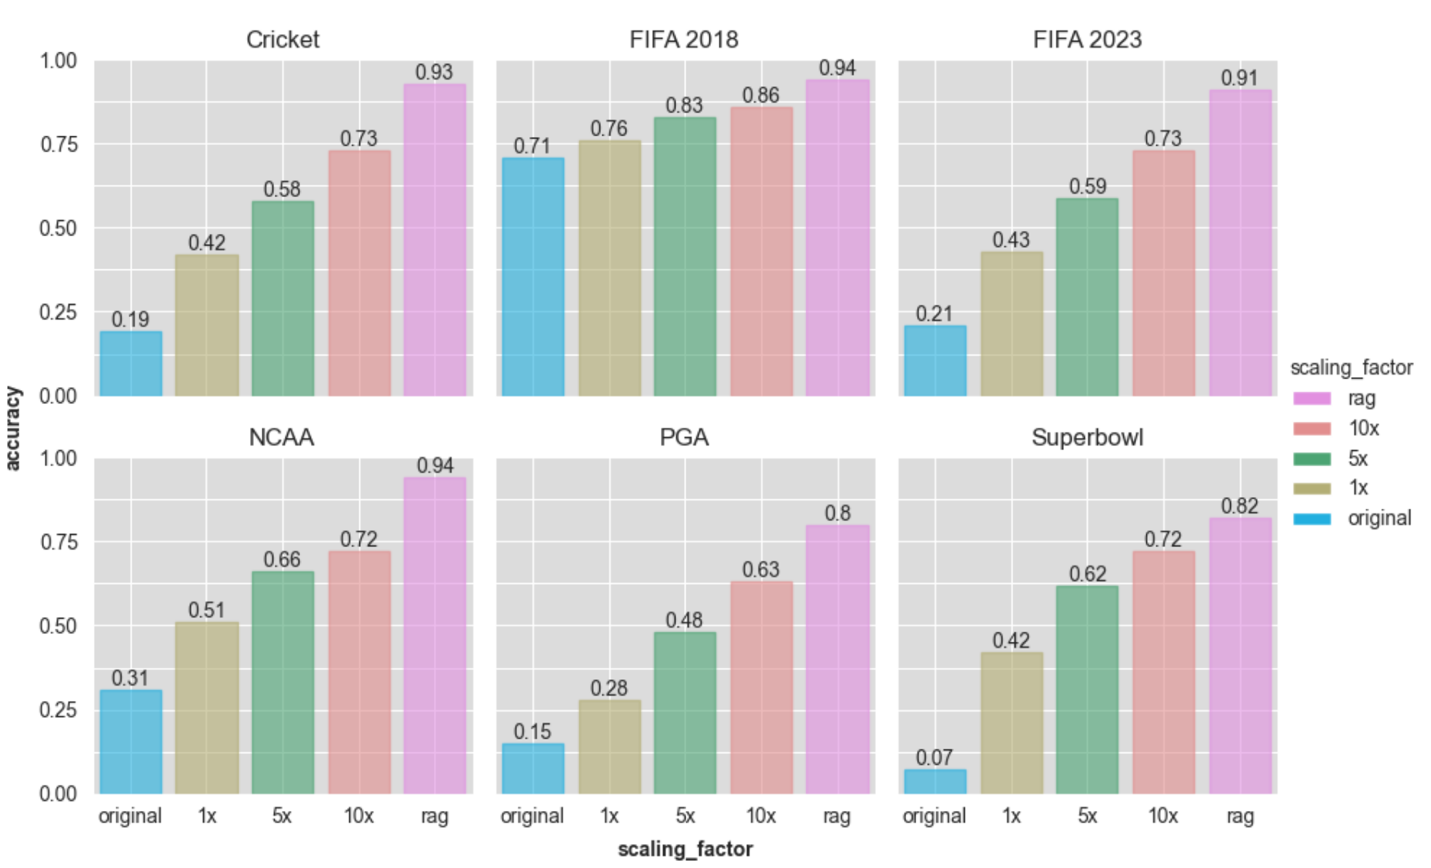 Cricket
FIFA 2018
FIFA 2023
accuracy
1.00
0.75
0.50
0.25
0.00
0.19
0.42
0.58
0.73
0.93
0.71
0.76
0.83
0.86
0.94
0.21
0.43
0.59
0.73
0.91
NCAA
PGA
Superbowl
1.00
0.75
0.50
0.25
0.00
0.31
0.51
0.66
0.72
0.94
0.15
0.28
0.48
0.63
0.8
0.07
0.42
0.62
0.72
0.82
original 1x 5x 10x rag
original 1x 5x 10x rag
original 1x 5x 10x rag
scaling_factor
scaling_factor
rag
10x
5x
1x
original